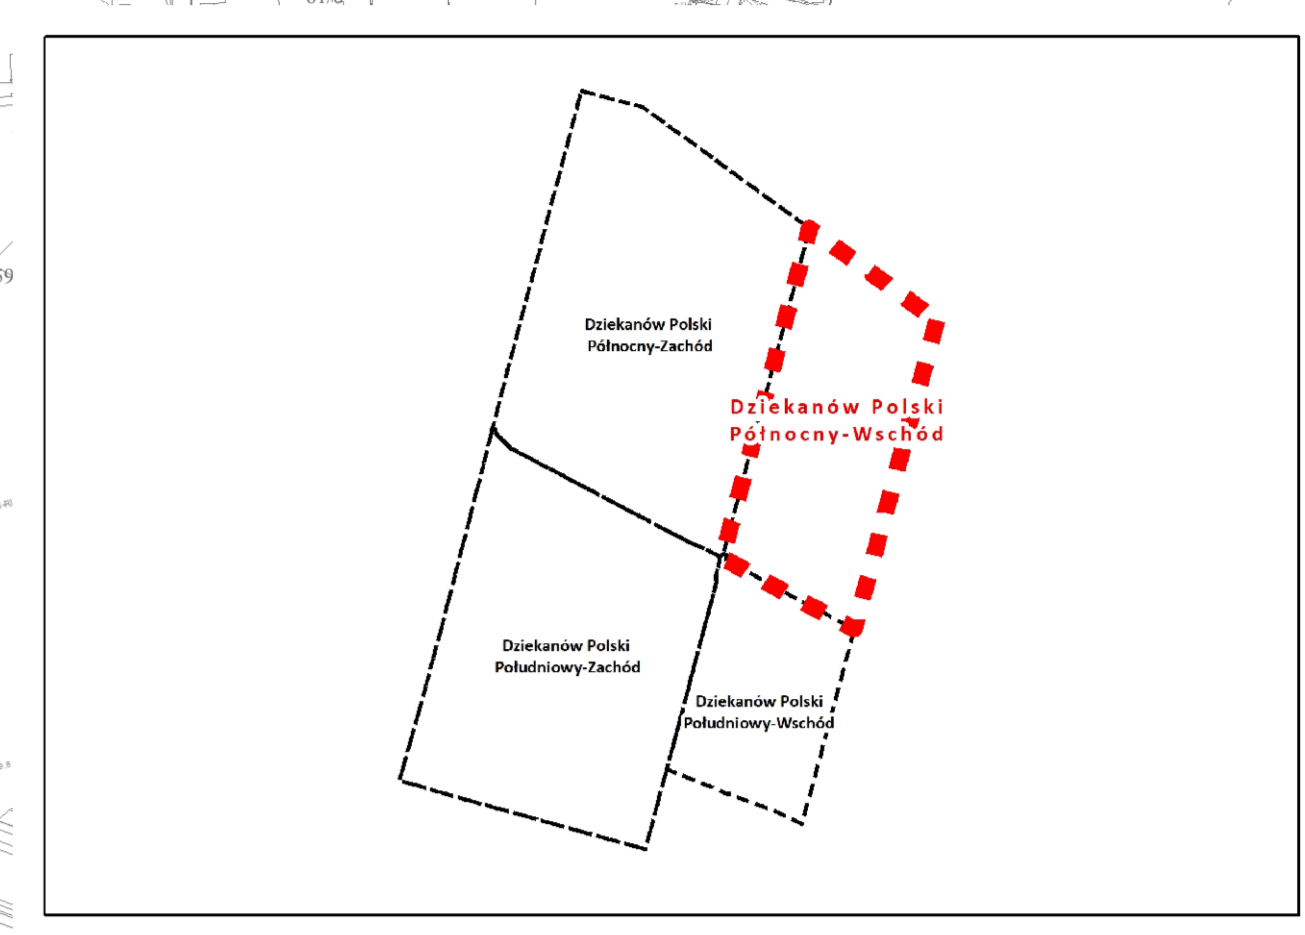 Dziekanów Polski
Północny-Zachód
Dziekanów Polski
Północny-Wschód
Dziekanów Polski
Południowy-Zachód
Dziekanów Polski
Południowy-Wschód